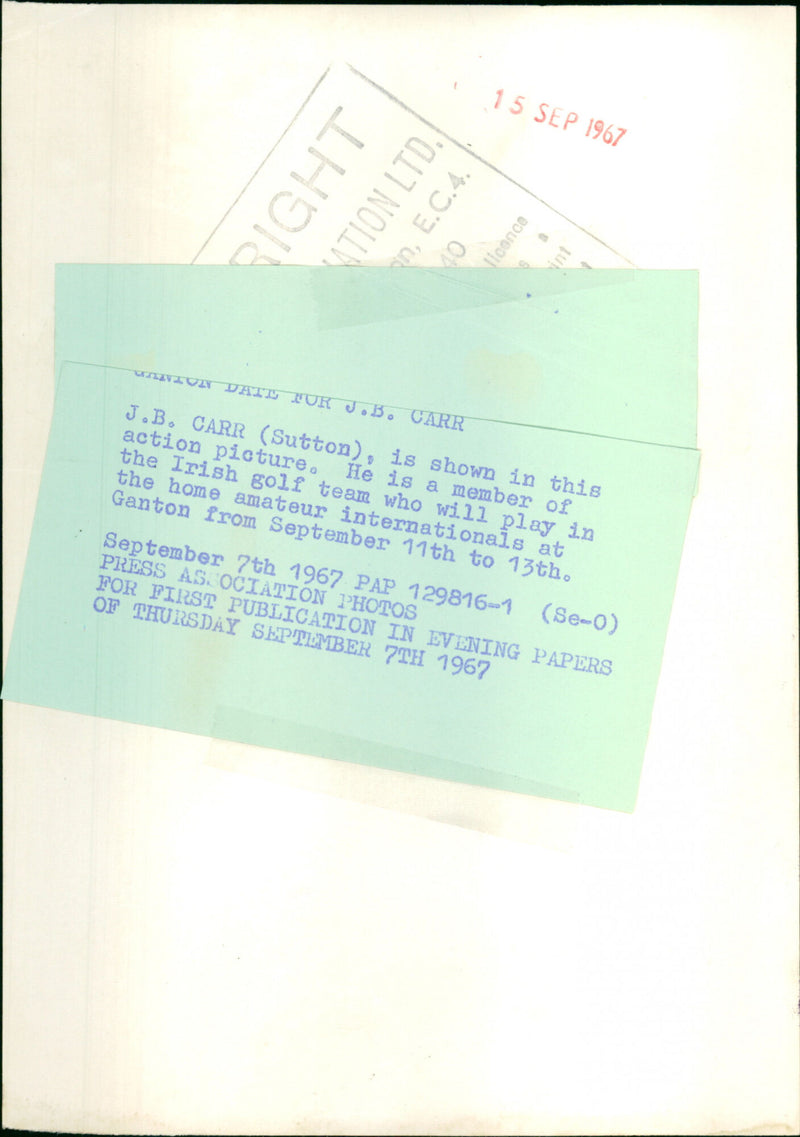 15 SEP 1967
RIGHT
ATION LTD.
E.C.4.
40
licence
a
GANTON DATE FOR J.B. CARR
J.B. CARR (Sutton), is shown in this
action picture. He is a member of
the Irish golf team who will play in
the home amateur internationals at
Ganton from September 11th to 13th.
September 7th 1967 PAP 129816-1 (Se-O)
PRESS ASSOCIATION PHOTOS
FOR FIRST PUBLICATION IN EVENING PAPERS
OF THURSDAY SEPTEMBER 7TH 1967